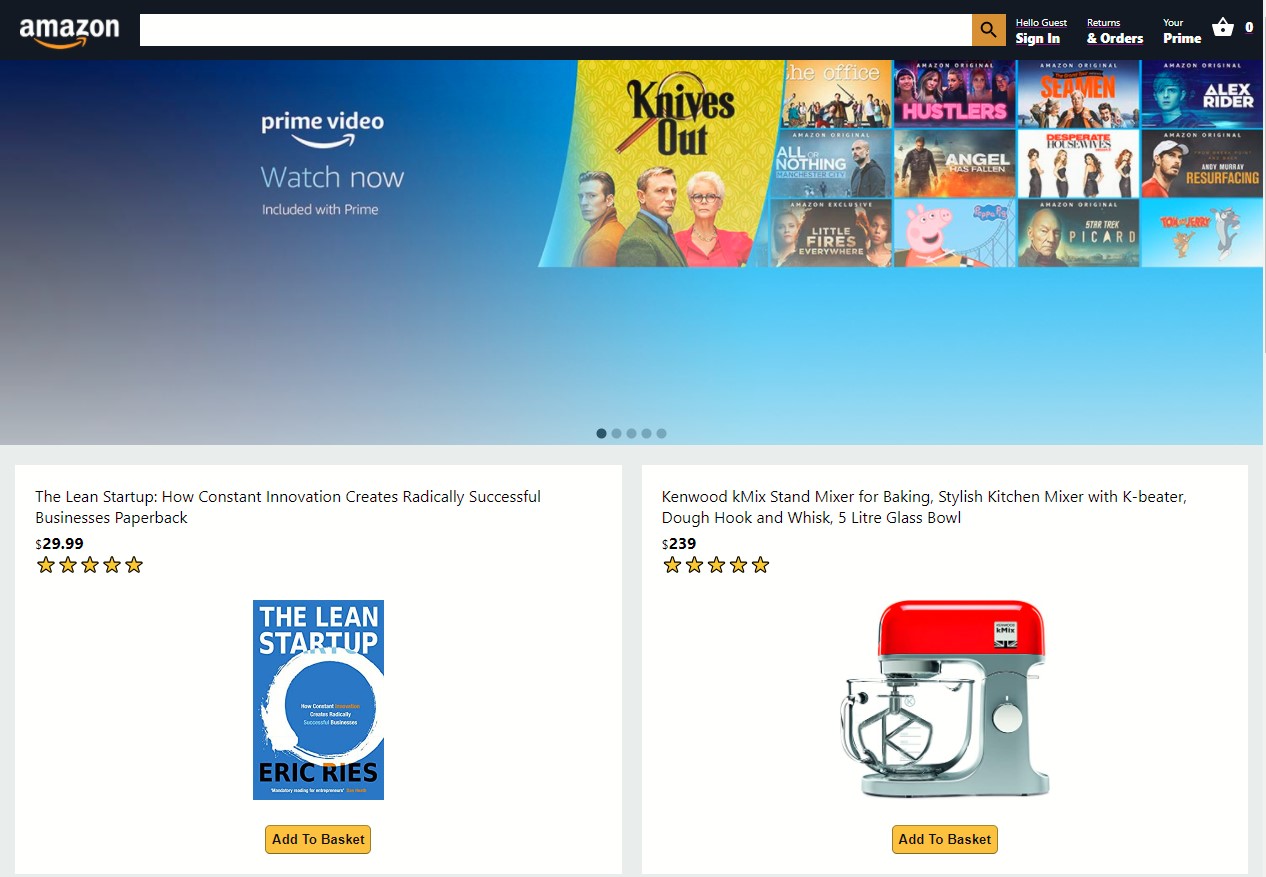 amazon
Hello Guest
Sign In
Returns
& Orders
Your
Prime
0
prime video
Watch now
Included with Prime
Knives
Out
the office
AMAZON ORIGINAL
HUSTLERS
AMAZON ORIGINAL
SEAMEN
AMAZON ORIGINAL
ALEX
RIDER
AMAZON ORIGINAL
ALL OR
NOTHING
MANCHESTER CITY
ANGEL
HAS FALLEN
DESPERATE
HOUSEWIVES
AMAZON ORIGINAL
ANDY MURRAY
RESURFACING
AMAZON EXCLUSIVE
LITTLE
FIRES
EVERYWHERE
Peppa Pig
AMAZON ORIGINAL
STAR TREK
PICARD
TOM and JERRY
The Lean Startup: How Constant Innovation Creates Radically Successful
Businesses Paperback
$29.99
THE LEAN
STARTUP
How Constant Innovation
Creates Radically
Successful Businesses
ERIC RIES
'Mandatory reading for entrepreneurs'
Add To Basket
Kenwood kMix Stand Mixer for Baking, Stylish Kitchen Mixer with K-beater,
Dough Hook and Whisk, 5 Litre Glass Bowl
$239
KENWOOD
kMix
Add To Basket